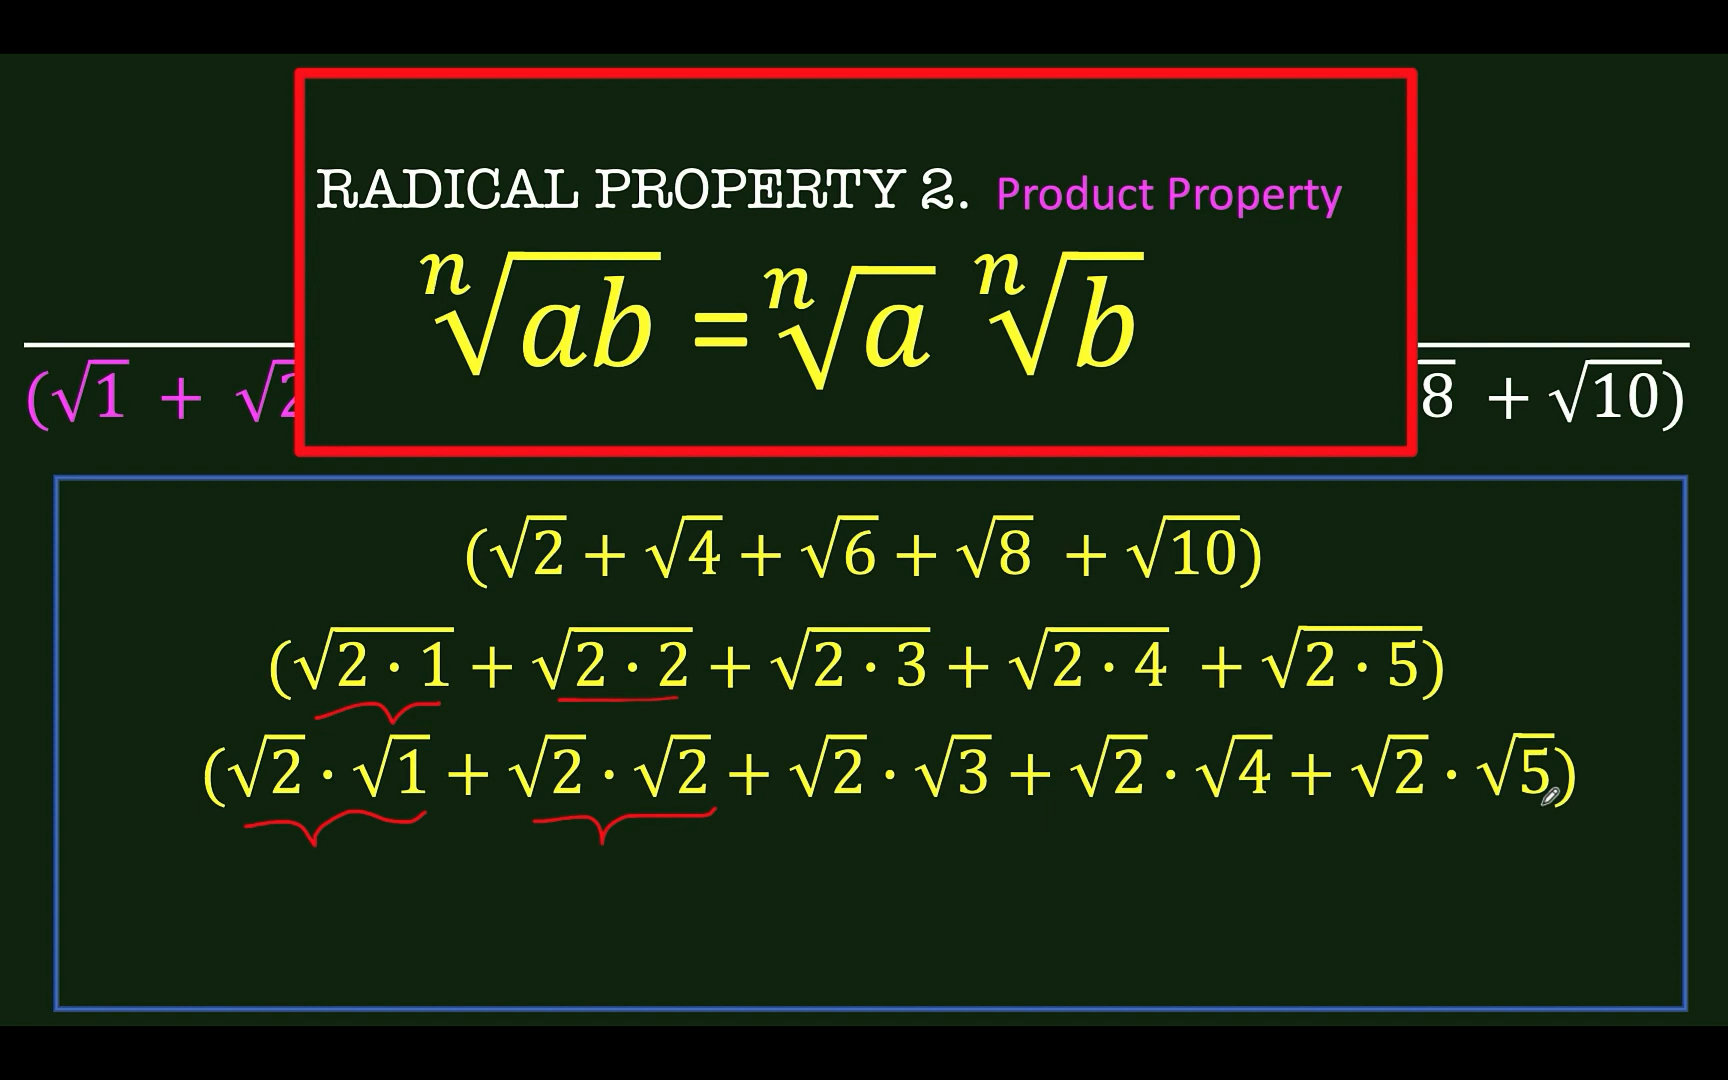 RADICAL PROPERTY 2. Product Property
ⁿ√ab = ⁿ√a ⁿ√b
(√1 + √2
8 + √10)
(√2 + √4 + √6 + √8 + √10)
(√2 · 1 + √2 · 2 + √2 · 3 + √2 · 4 + √2 · 5)
(√2 · √1 + √2 · √2 + √2 · √3 + √2 · √4 + √2 · √5)